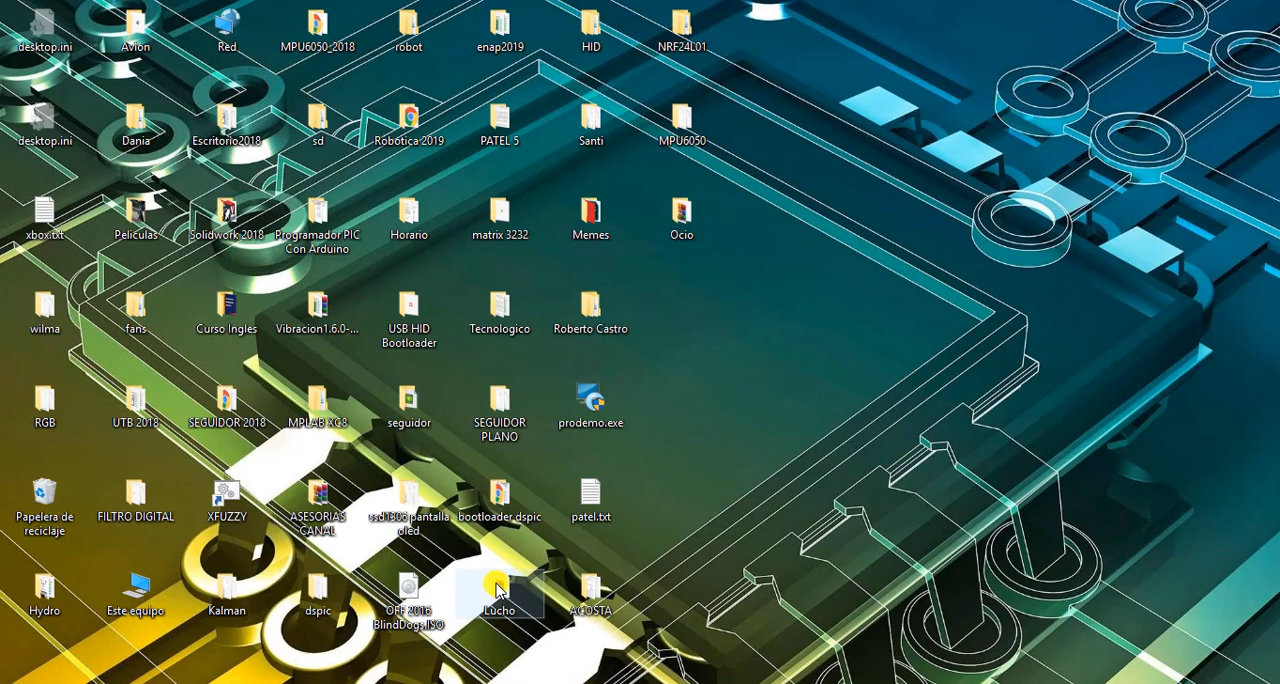 desktop.ini
Avion
Red
MPU6050_2018
robot
enap2019
HID
NRF24L01
desktop.ini
Dania
Escritorio2018
sd
Robotica 2019
PATEL 5
Santi
MPU6050
xbox.txt
Peliculas
Solidwork 2018
Programador PIC
Con Arduino
Horario
matrix 3232
Memes
Ocio
wilma
fans
Curso Ingles
Vibracion1.6.0-...
USB HID
Bootloader
Tecnologico
Roberto Castro
RGB
UTB 2018
SEGUIDOR 2018
MPLAB XC8
seguidor
SEGUIDOR
PLANO
prodemo.exe
Papelera de
reciclaje
FILTRO DIGITAL
XFUZZY
ASESORIAS
CANAL
ssd1306 pantalla
oled
bootloader dspic
patel.txt
Hydro
Este equipo
Kalman
dspic
OFF 2016
BlindDogs.ISO
Lucho
ACOSTA